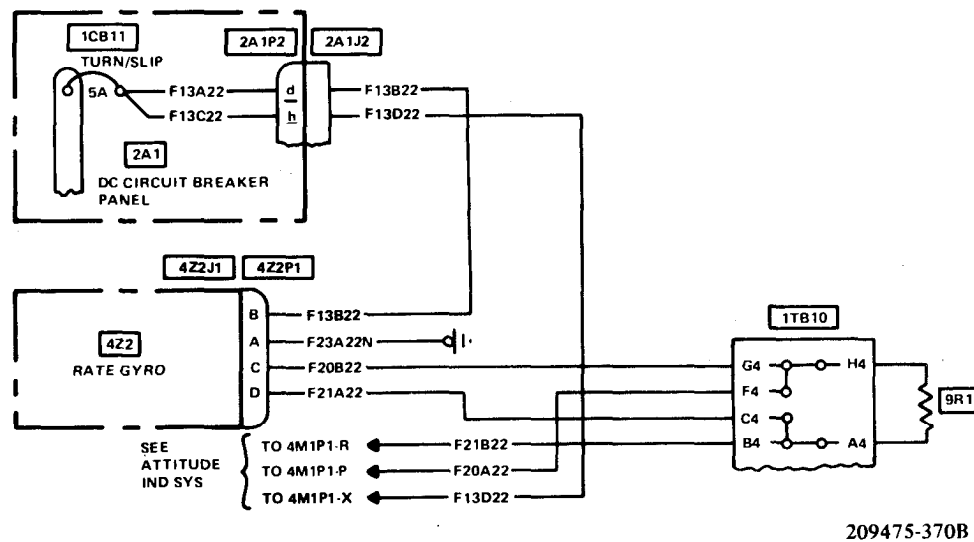 1CB11
TURN/SLIP
2A1P2
2A1J2
5A
F13A22
d
F13B22
F13C22
h
F13D22
2A1
DC CIRCUIT BREAKER
PANEL
4Z2J1
4Z2P1
B
F13B22
4Z2
RATE GYRO
A
F23A22N
C
F20B22
D
F21A22
1TB10
G4
H4
F4
C4
B4
A4
9R1
SEE
ATTITUDE
IND SYS
TO 4M1P1-R
F21B22
TO 4M1P1-P
F20A22
TO 4M1P1-X
F13D22
209475-370B